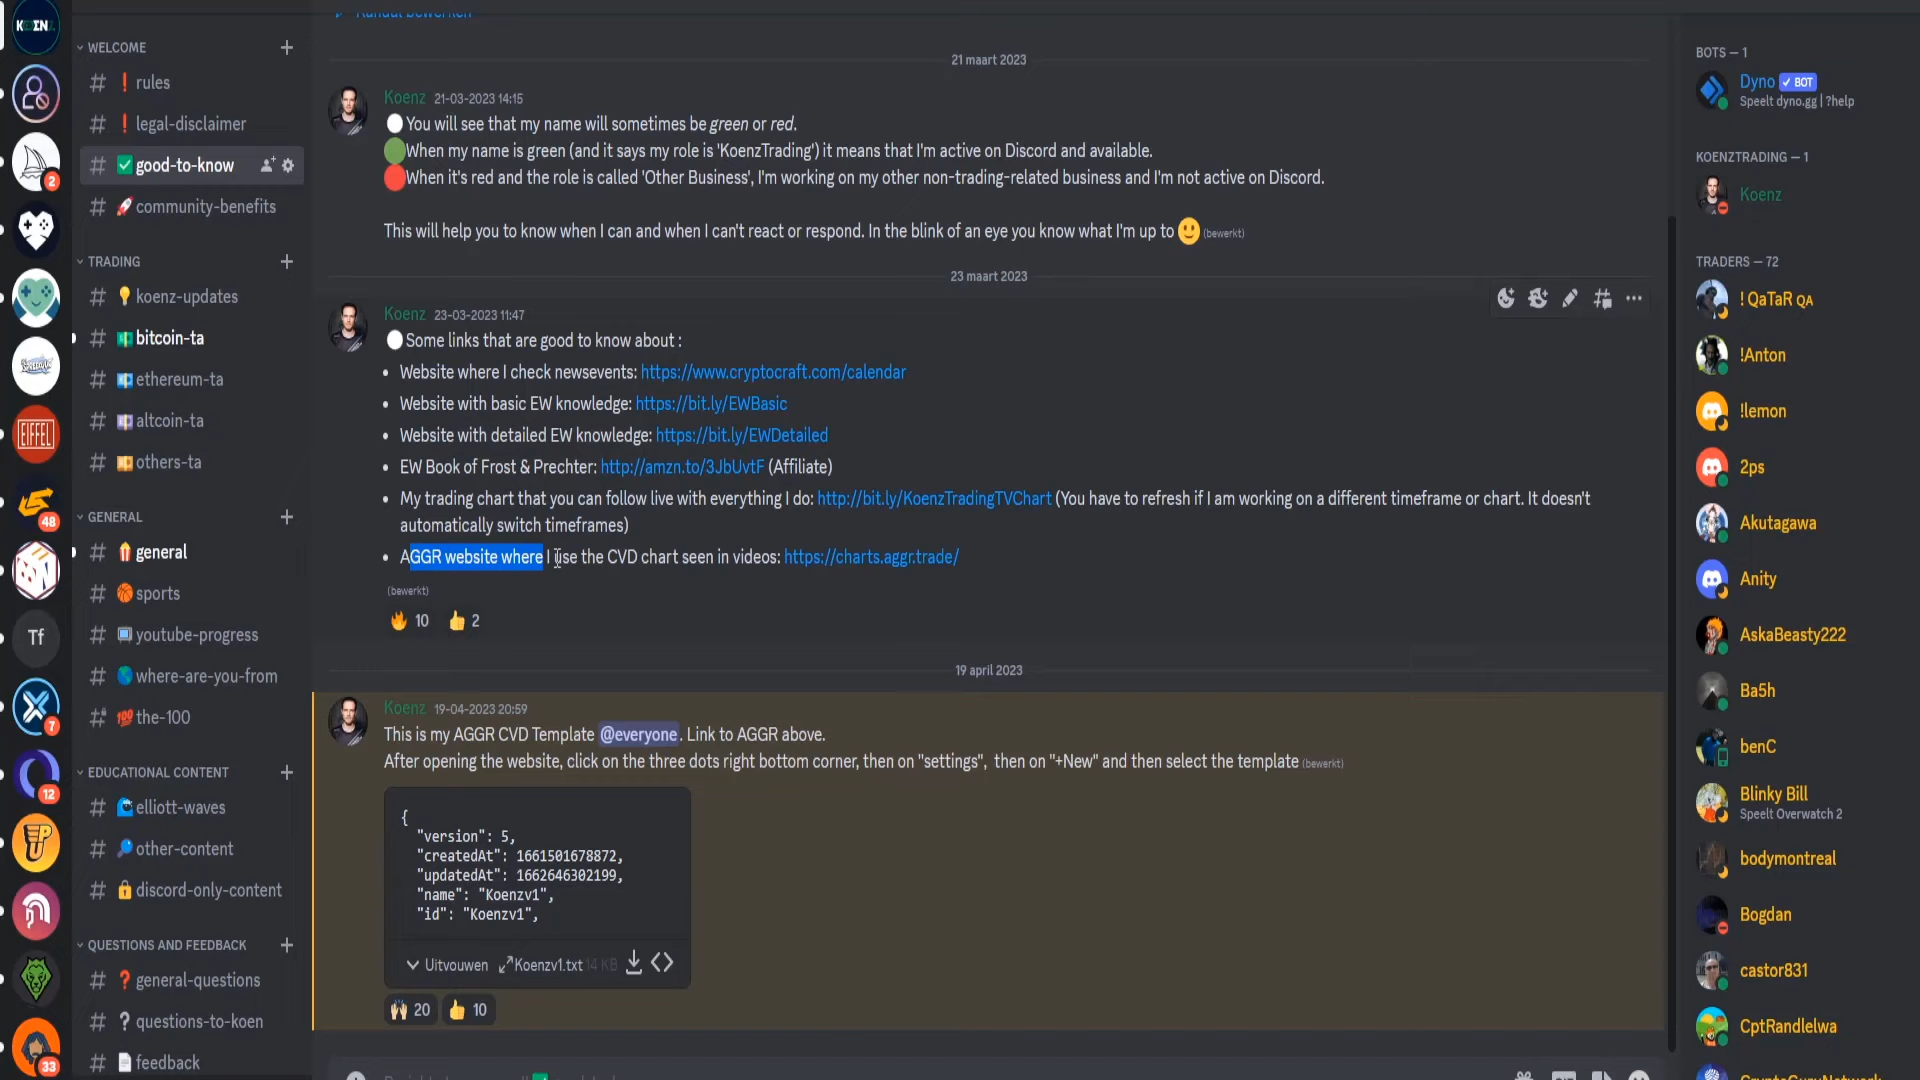 KOENZ
WELCOME
rules
legal-disclaimer
good-to-know
community-benefits
2
TRADING
koenz-updates
bitcoin-ta
ethereum-ta
altcoin-ta
others-ta
EIFFEL
48
GENERAL
general
sports
youtube-progress
where-are-you-from
the-100
Tf
7
12
EDUCATIONAL CONTENT
elliott-waves
other-content
discord-only-content
QUESTIONS AND FEEDBACK
general-questions
questions-to-koen
feedback
33
Kanaal bewerken
21 maart 2023
Koenz 21-03-2023 14:15
You will see that my name will sometimes be green or red.
When my name is green (and it says my role is 'KoenzTrading') it means that I'm active on Discord and available.
When it's red and the role is called 'Other Business', I'm working on my other non-trading-related business and I'm not active on Discord.
This will help you to know when I can and when I can't react or respond. In the blink of an eye you know what I'm up to (bewerkt)
23 maart 2023
Koenz 23-03-2023 11:47
Some links that are good to know about :
• Website where I check newsevents: https://www.cryptocraft.com/calendar
• Website with basic EW knowledge: https://bit.ly/EWBasic
• Website with detailed EW knowledge: https://bit.ly/EWDetailed
• EW Book of Frost & Prechter: http://amzn.to/3JbUvtF (Affiliate)
• My trading chart that you can follow live with everything I do: http://bit.ly/KoenzTradingTVChart (You have to refresh if I am working on a different timeframe or chart. It doesn't
automatically switch timeframes)
• AGGR website where I use the CVD chart seen in videos: https://charts.aggr.trade/
(bewerkt)
10 2
19 april 2023
Koenz 19-04-2023 20:59
This is my AGGR CVD Template @everyone. Link to AGGR above.
After opening the website, click on the three dots right bottom corner, then on "settings", then on "+New" and then select the template (bewerkt)
{
"version": 5,
"createdAt": 1661501678872,
"updatedAt": 1662646302199,
"name": "Koenzv1",
"id": "Koenzv1",
Uitvouwen Koenzv1.txt 14 KB
20 10
BOTS — 1
Dyno ✓ BOT
Speelt dyno.gg | ?help
KOENZTRADING — 1
Koenz
TRADERS — 72
! QaTaR QA
!Anton
!lemon
2ps
Akutagawa
Anity
AskaBeasty222
Ba5h
benC
Blinky Bill
Speelt Overwatch 2
bodymontreal
Bogdan
castor831
CptRandlelwa